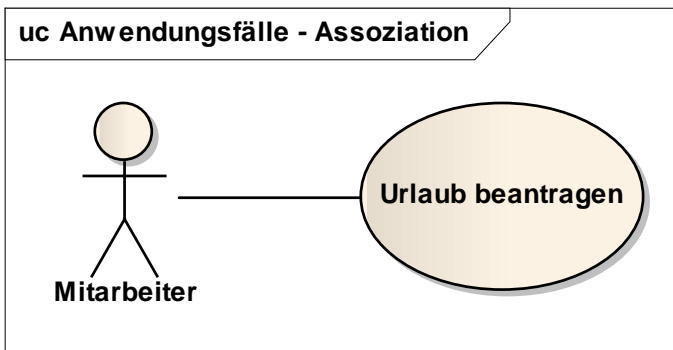 uc Anwendungsfälle - Assoziation
Urlaub beantragen
Mitarbeiter